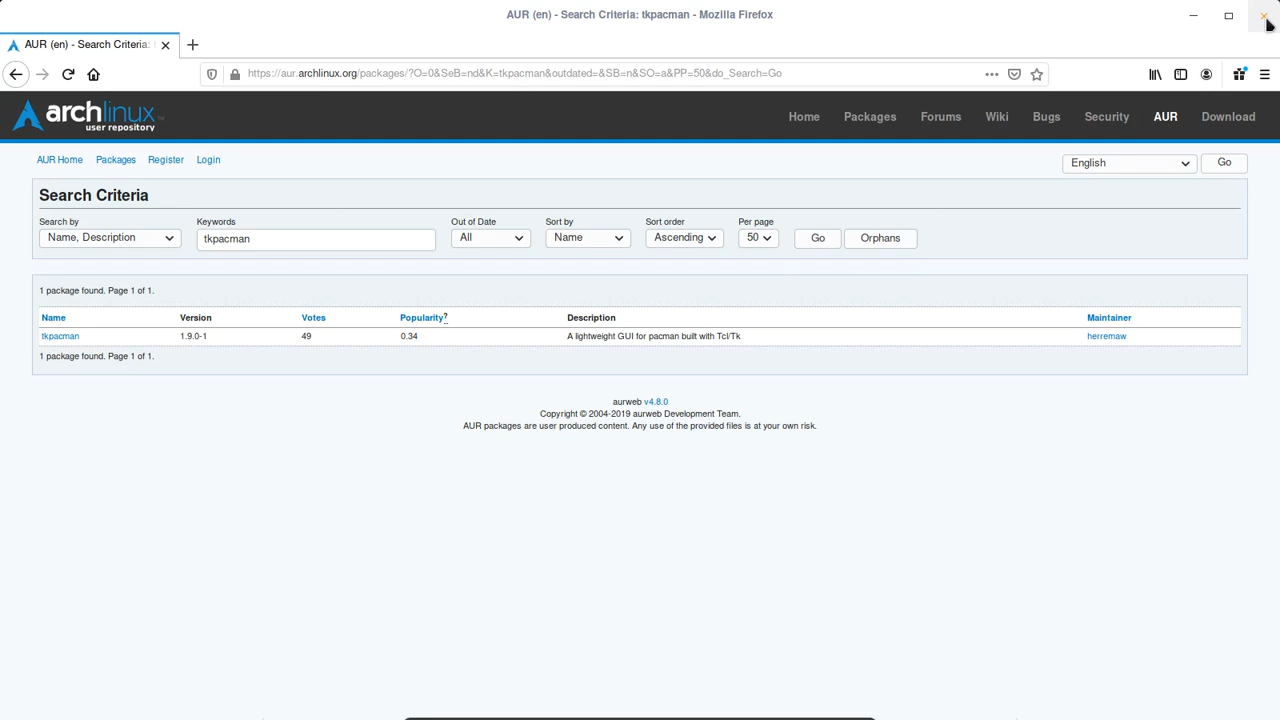 AUR (en) - Search Criteria: tkpacman - Mozilla Firefox
AUR (en) - Search Criteria: t
https://aur.archlinux.org/packages/?O=0&SeB=nd&K=tkpacman&outdated=&SB=n&SO=a&PP=50&do_Search=Go
archlinux
user repository
Home Packages Forums Wiki Bugs Security AUR Download
AUR Home Packages Register Login
English Go
Search Criteria
Search by Keywords Out of Date Sort by Sort order Per page
Name, Description tkpacman All Name Ascending 50 Go Orphans
1 package found. Page 1 of 1.
Name Version Votes Popularity? Description Maintainer
tkpacman 1.9.0-1 49 0.34 A lightweight GUI for pacman built with Tcl/Tk herremaw
1 package found. Page 1 of 1.
aurweb v4.8.0
Copyright © 2004-2019 aurweb Development Team.
AUR packages are user produced content. Any use of the provided files is at your own risk.